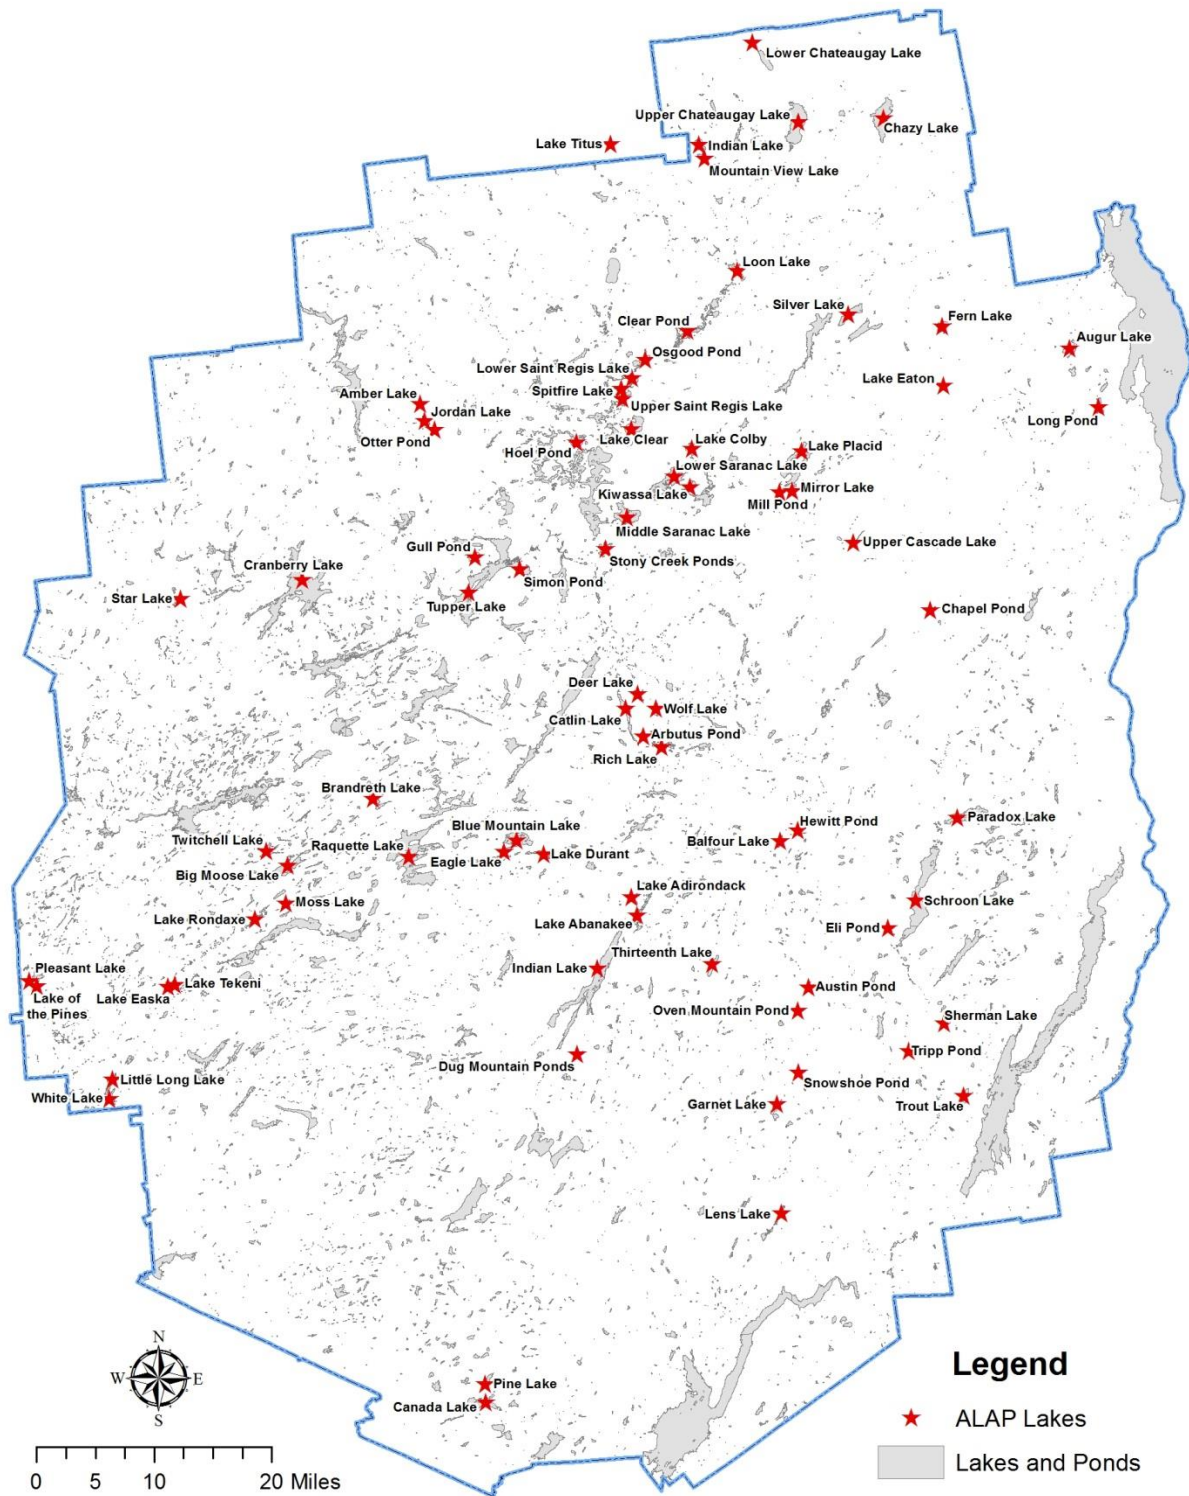 Lower Chateaugay Lake
Upper Chateaugay Lake
Chazy Lake
Lake Titus
Indian Lake
Mountain View Lake
Loon Lake
Silver Lake
Fern Lake
Clear Pond
Augur Lake
Osgood Pond
Lower Saint Regis Lake
Lake Eaton
Amber Lake
Spitfire Lake
Upper Saint Regis Lake
Jordan Lake
Long Pond
Otter Pond
Lake Clear
Lake Colby
Hoel Pond
Lake Placid
Lower Saranac Lake
Kiwassa Lake
Mirror Lake
Mill Pond
Middle Saranac Lake
Upper Cascade Lake
Gull Pond
Stony Creek Ponds
Cranberry Lake
Simon Pond
Star Lake
Tupper Lake
Chapel Pond
Deer Lake
Catlin Lake
Wolf Lake
Arbutus Pond
Rich Lake
Brandreth Lake
Paradox Lake
Hewitt Pond
Blue Mountain Lake
Twitchell Lake
Raquette Lake
Balfour Lake
Eagle Lake
Lake Durant
Big Moose Lake
Lake Adirondack
Moss Lake
Schroon Lake
Lake Rondaxe
Lake Abanakee
Eli Pond
Thirteenth Lake
Pleasant Lake
Indian Lake
Lake Tekeni
Lake Easka
Austin Pond
Lake of
the Pines
Oven Mountain Pond
Sherman Lake
Tripp Pond
Dug Mountain Ponds
Little Long Lake
Snowshoe Pond
White Lake
Garnet Lake
Trout Lake
Lens Lake
N
W E
S
Pine Lake
Canada Lake
0 5 10 20 Miles
Legend
ALAP Lakes
Lakes and Ponds